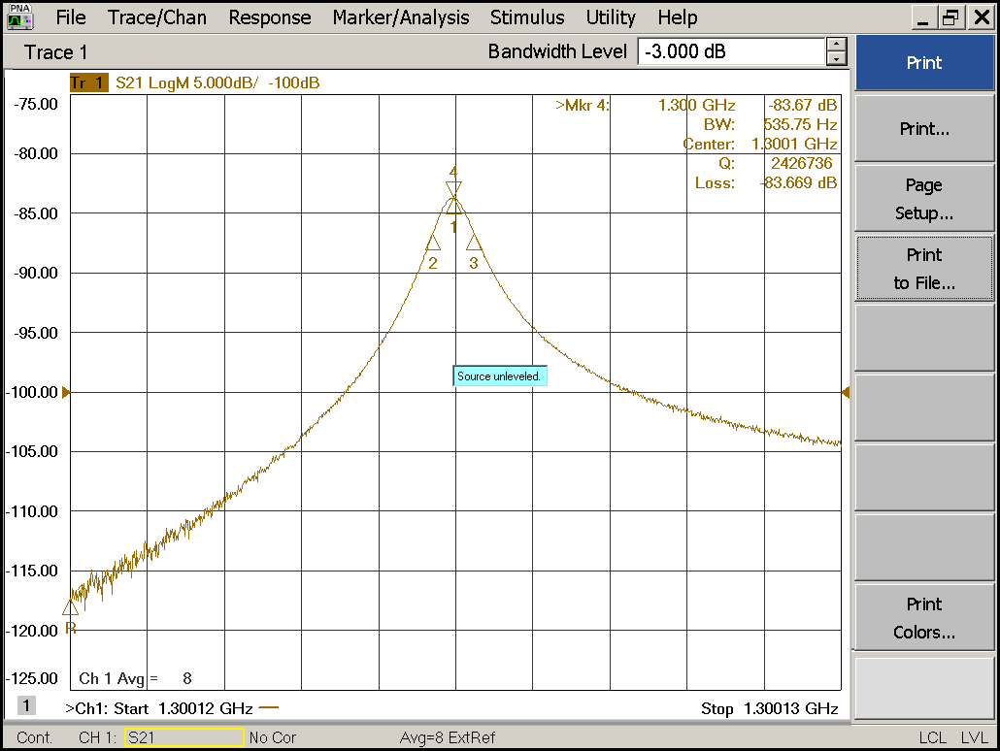 PNA
File Trace/Chan Response Marker/Analysis Stimulus Utility Help
Trace 1 Bandwidth Level -3.000 dB
Tr 1 S21 LogM 5.000dB/ -100dB
>Mkr 4: 1.300 GHz -83.67 dB
BW: 535.75 Hz
Center: 1.3001 GHz
Q: 2426736
Loss: -83.669 dB
-75.00
-80.00
-85.00
-90.00
-95.00
-100.00
-105.00
-110.00
-115.00
-120.00
-125.00
4
1
2
3
R
Source unleveled.
Ch 1 Avg = 8
1
>Ch1: Start 1.30012 GHz
Stop 1.30013 GHz
Cont. CH 1: S21 No Cor Avg=8 ExtRef LCL LVL
Print
Print...
Page
Setup...
Print
to File...
Print
Colors...